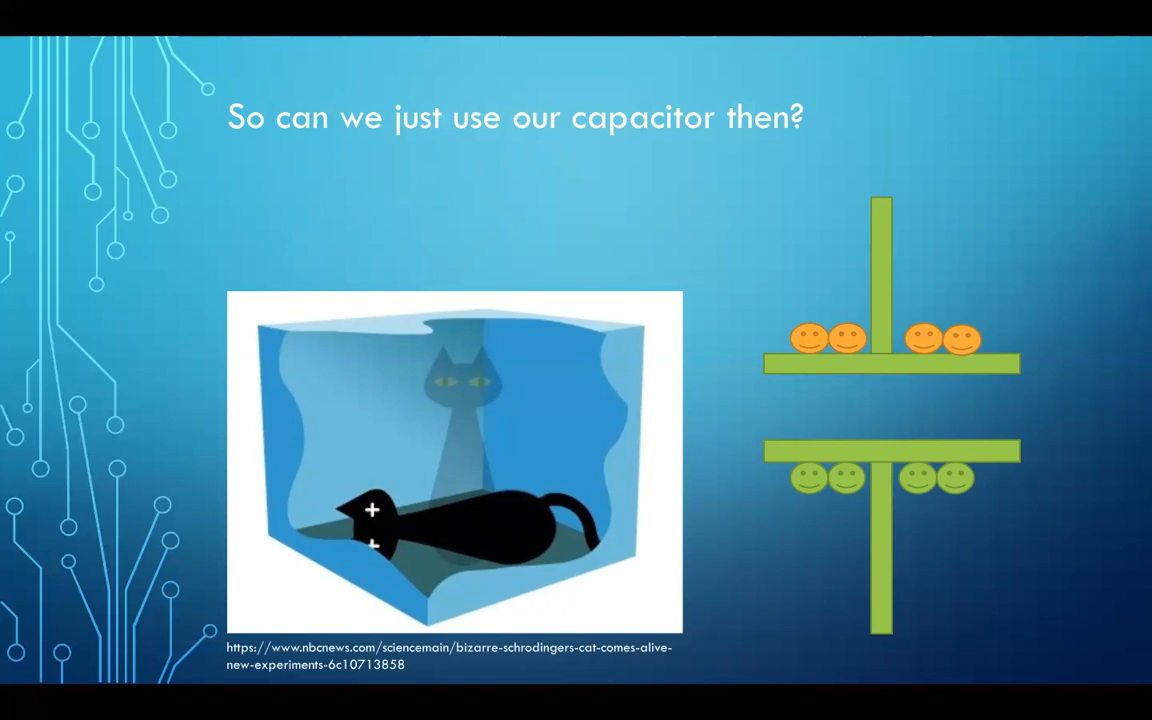 So can we just use our capacitor then?
https://www.nbcnews.com/sciencemain/bizarre-schrodingers-cat-comes-alive-
new-experiments-6c10713858